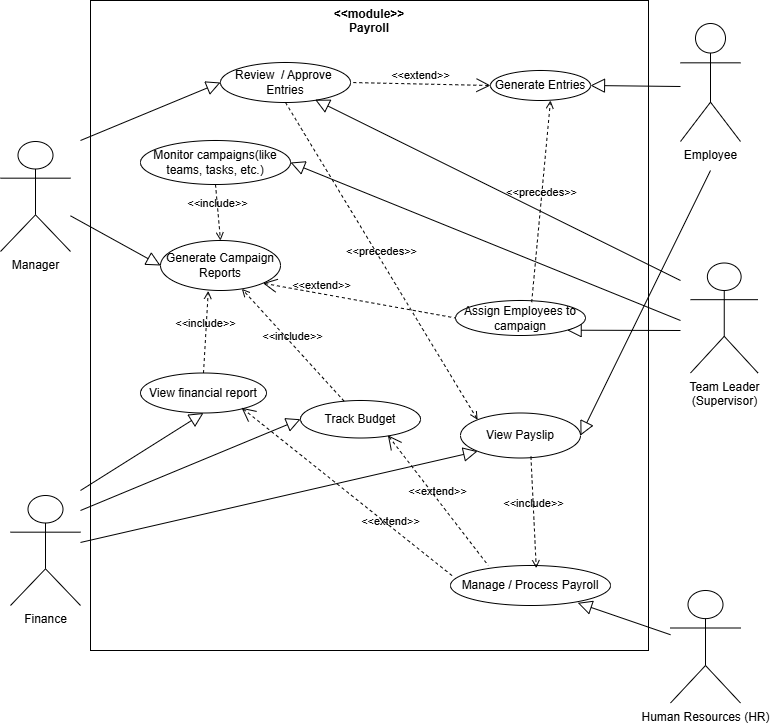 <<module>>
Payroll
Review / Approve
Entries
<<extend>>
Generate Entries
Employee
Monitor campaigns(like
teams, tasks, etc.)
<<include>>
<<precedes>>
Manager
Generate Campaign
Reports
<<precedes>>
<<extend>>
Assign Employees to
campaign
<<include>>
<<include>>
Team Leader
(Supervisor)
View financial report
Track Budget
View Payslip
<<extend>>
<<include>>
<<extend>>
Manage / Process Payroll
Finance
Human Resources (HR)